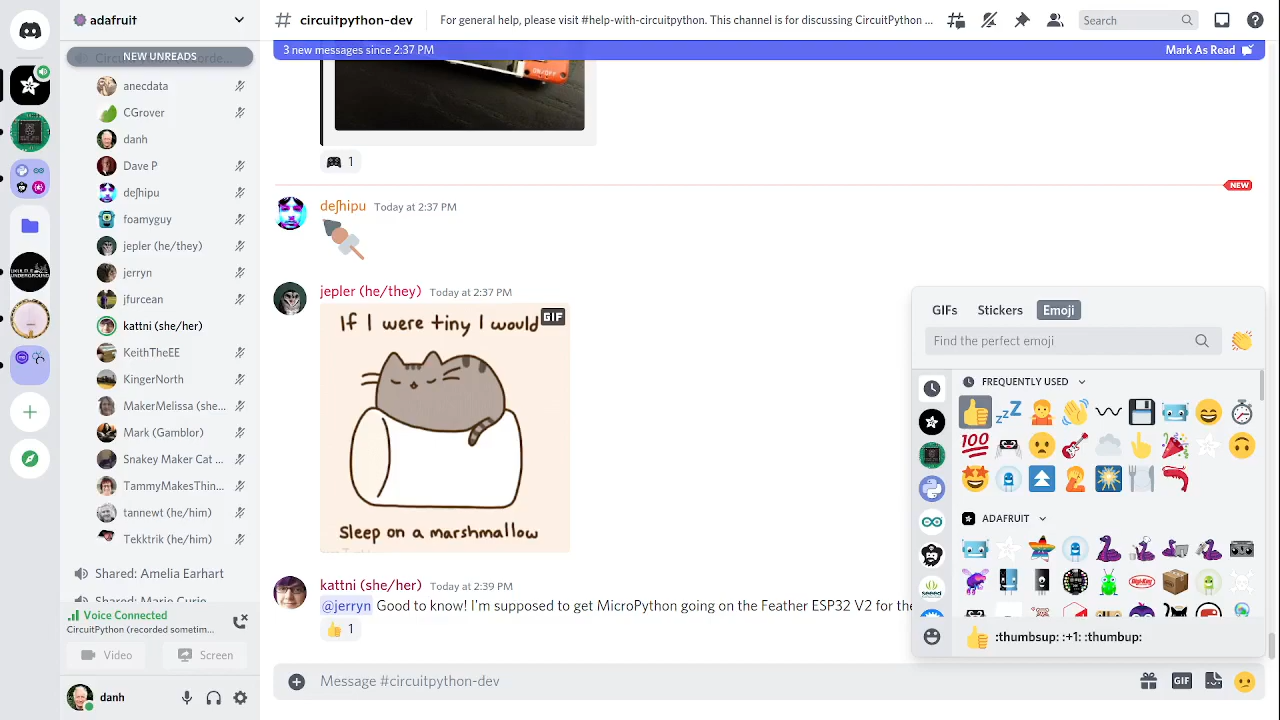 adafruit
circuitpython-dev
For general help, please visit #help-with-circuitpython. This channel is for discussing CircuitPython ...
Search
NEW UNREADS
3 new messages since 2:37 PM
Mark As Read
anecdata
CGrover
danh
Dave P
deʃhipu
foamyguy
jepler (he/they)
jerryn
jfurcean
kattni (she/her)
KeithTheEE
KingerNorth
MakerMelissa (she...
Mark (Gamblor)
Snakey Maker Cat ...
TammyMakesThin...
tannewt (he/him)
Tekktrik (he/him)
Shared: Amelia Earhart
Shared: Marie Curie
Voice Connected
CircuitPython (recorded sometim...
Video
Screen
danh
ON/OFF
1
NEW
deʃhipu Today at 2:37 PM
jepler (he/they) Today at 2:37 PM
If I were tiny I would
GIF
Sleep on a marshmallow
kattni (she/her) Today at 2:39 PM
@jerryn Good to know! I'm supposed to get MicroPython going on the Feather ESP32 V2 for the
1
Message #circuitpython-dev
GIF
GIFs
Stickers
Emoji
Find the perfect emoji
FREQUENTLY USED
100
ADAFRUIT
:thumbsup: :+1: :thumbup: